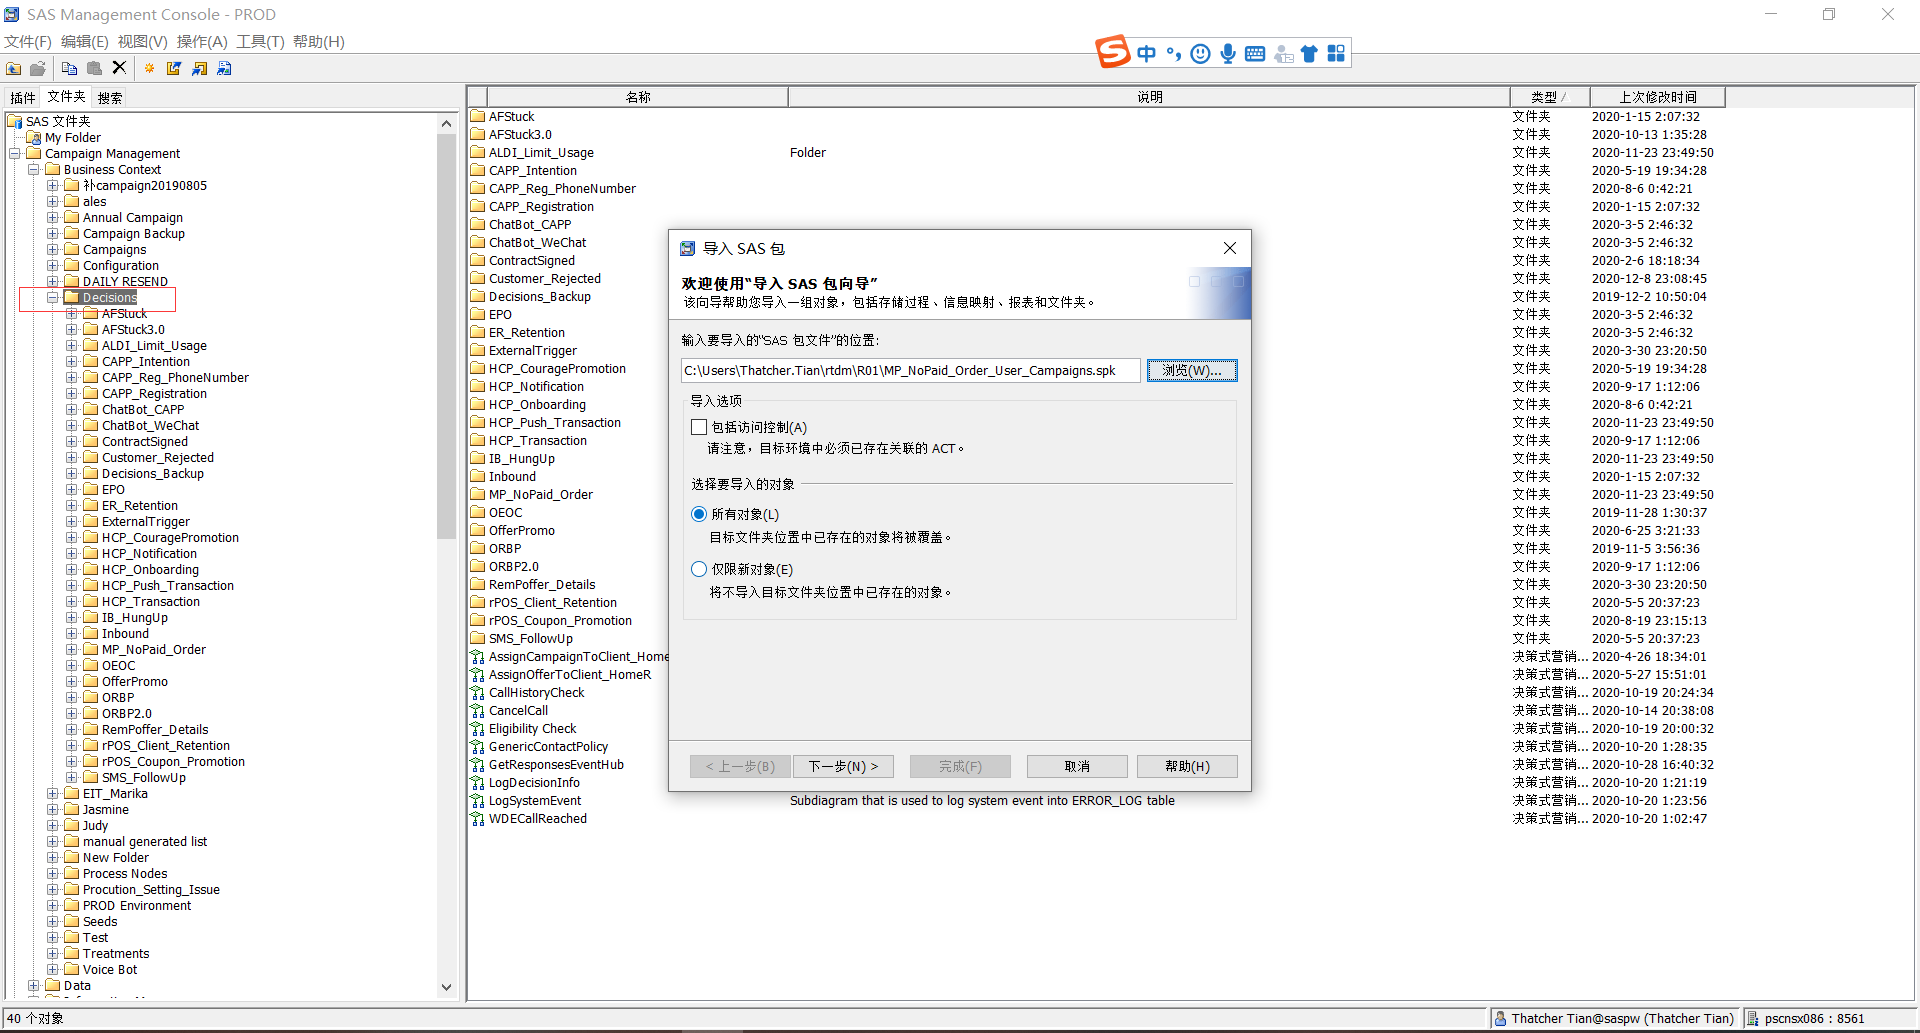 SAS Management Console - PROD
文件(F) 编辑(E) 视图(V) 操作(A) 工具(T) 帮助(H)
中
插件 文件夹 搜索
SAS 文件夹
My Folder
Campaign Management
Business Context
补campaign20190805
ales
Annual Campaign
Campaign Backup
Campaigns
Configuration
DAILY RESEND
Decisions
AFStuck
AFStuck3.0
ALDI_Limit_Usage
CAPP_Intention
CAPP_Reg_PhoneNumber
CAPP_Registration
ChatBot_CAPP
ChatBot_WeChat
ContractSigned
Customer_Rejected
Decisions_Backup
EPO
ER_Retention
ExternalTrigger
HCP_CouragePromotion
HCP_Notification
HCP_Onboarding
HCP_Push_Transaction
HCP_Transaction
IB_HungUp
Inbound
MP_NoPaid_Order
OEOC
OfferPromo
ORBP
ORBP2.0
RemPoffer_Details
rPOS_Client_Retention
rPOS_Coupon_Promotion
SMS_FollowUp
EIT_Marika
Jasmine
Judy
manual generated list
New Folder
Process Nodes
Procution_Setting_Issue
PROD Environment
Seeds
Test
Treatments
Voice Bot
Data
名称 说明 类型 上次修改时间
AFStuck 文件夹 2020-1-15 2:07:32
AFStuck3.0 文件夹 2020-10-13 1:35:28
ALDI_Limit_Usage Folder 文件夹 2020-11-23 23:49:50
CAPP_Intention 文件夹 2020-5-19 19:34:28
CAPP_Reg_PhoneNumber 文件夹 2020-8-6 0:42:21
CAPP_Registration 文件夹 2020-1-15 2:07:32
ChatBot_CAPP 文件夹 2020-3-5 2:46:32
ChatBot_WeChat 文件夹 2020-3-5 2:46:32
ContractSigned 文件夹 2020-2-6 18:18:34
Customer_Rejected 文件夹 2020-12-8 23:08:45
Decisions_Backup 文件夹 2019-12-2 10:50:04
EPO 文件夹 2020-3-5 2:46:32
ER_Retention 文件夹 2020-3-5 2:46:32
ExternalTrigger 文件夹 2020-3-30 23:20:50
HCP_CouragePromotion 文件夹 2020-5-19 19:34:28
HCP_Notification 文件夹 2020-9-17 1:12:06
HCP_Onboarding 文件夹 2020-8-6 0:42:21
HCP_Push_Transaction 文件夹 2020-11-23 23:49:50
HCP_Transaction 文件夹 2020-9-17 1:12:06
IB_HungUp 文件夹 2020-11-23 23:49:50
Inbound 文件夹 2020-1-15 2:07:32
MP_NoPaid_Order 文件夹 2020-11-23 23:49:50
OEOC 文件夹 2019-11-28 1:30:37
OfferPromo 文件夹 2020-6-25 3:21:33
ORBP 文件夹 2019-11-5 3:56:36
ORBP2.0 文件夹 2020-9-17 1:12:06
RemPoffer_Details 文件夹 2020-3-30 23:20:50
rPOS_Client_Retention 文件夹 2020-5-5 20:37:23
rPOS_Coupon_Promotion 文件夹 2020-8-19 23:15:13
SMS_FollowUp 文件夹 2020-5-5 20:37:23
AssignCampaignToClient_Home 决策式营销... 2020-4-26 18:34:01
AssignOfferToClient_HomeR 决策式营销... 2020-5-27 15:51:01
CallHistoryCheck 决策式营销... 2020-10-19 20:24:34
CancelCall 决策式营销... 2020-10-14 20:38:08
Eligibility Check 决策式营销... 2020-10-19 20:00:32
GenericContactPolicy 决策式营销... 2020-10-20 1:28:35
GetResponsesEventHub 决策式营销... 2020-10-28 16:40:32
LogDecisionInfo 决策式营销... 2020-10-20 1:21:19
LogSystemEvent Subdiagram that is used to log system event into ERROR_LOG table 决策式营销... 2020-10-20 1:23:56
WDECallReached 决策式营销... 2020-10-20 1:02:47
导入 SAS 包
欢迎使用“导入 SAS 包向导”
该向导帮助您导入一组对象，包括存储过程、信息映射、报表和文件夹。
输入要导入的“SAS 包文件”的位置:
C:\Users\Thatcher.Tian\rtdm\R01\MP_NoPaid_Order_User_Campaigns.spk 浏览(W)...
导入选项
包括访问控制(A)
请注意，目标环境中必须已存在关联的 ACT。
选择要导入的对象
所有对象(L)
目标文件夹位置中已存在的对象将被覆盖。
仅限新对象(E)
将不导入目标文件夹位置中已存在的对象。
< 上一步(B) 下一步(N) > 完成(F) 取消 帮助(H)
40 个对象 Thatcher Tian@saspw (Thatcher Tian) pscnsx086 : 8561